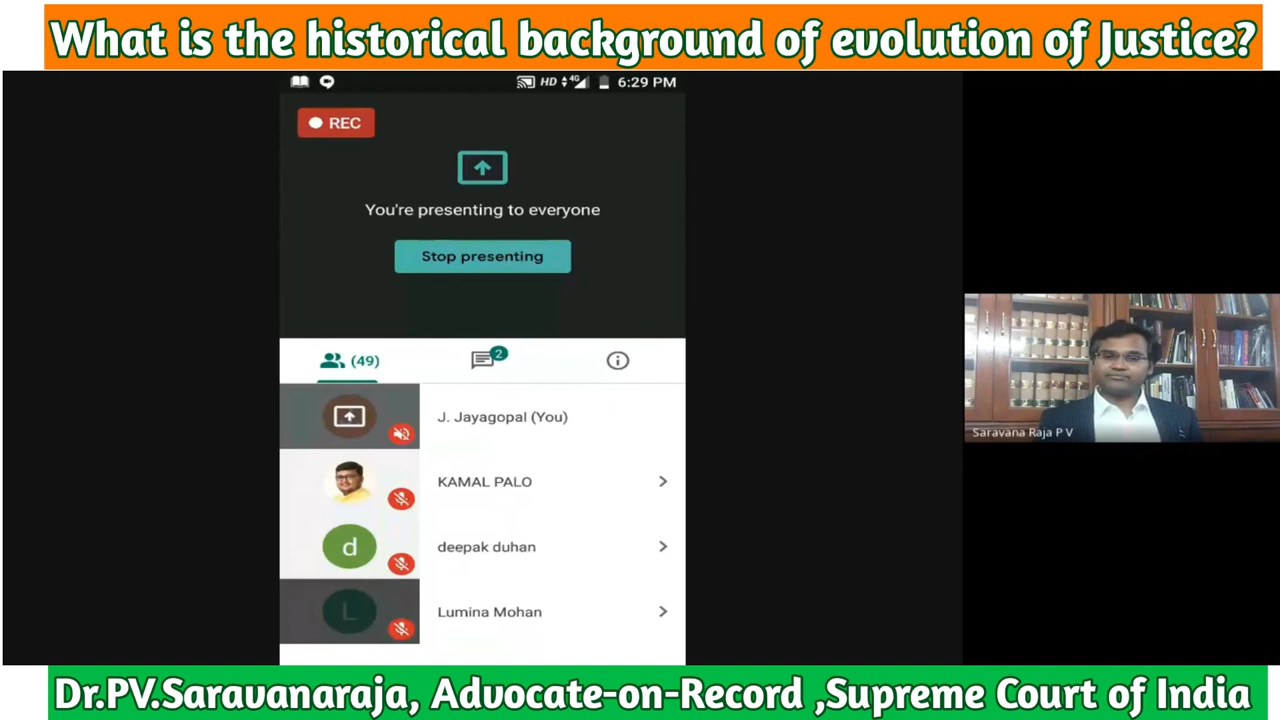 What is the historical background of evolution of Justice?
HD 4G 6:29 PM
REC
You're presenting to everyone
Stop presenting
(49) 2
J. Jayagopal (You)
KAMAL PALO
d
deepak duhan
L
Lumina Mohan
Saravana Raja P V
Dr.PV.Saravanaraja, Advocate-on-Record ,Supreme Court of India